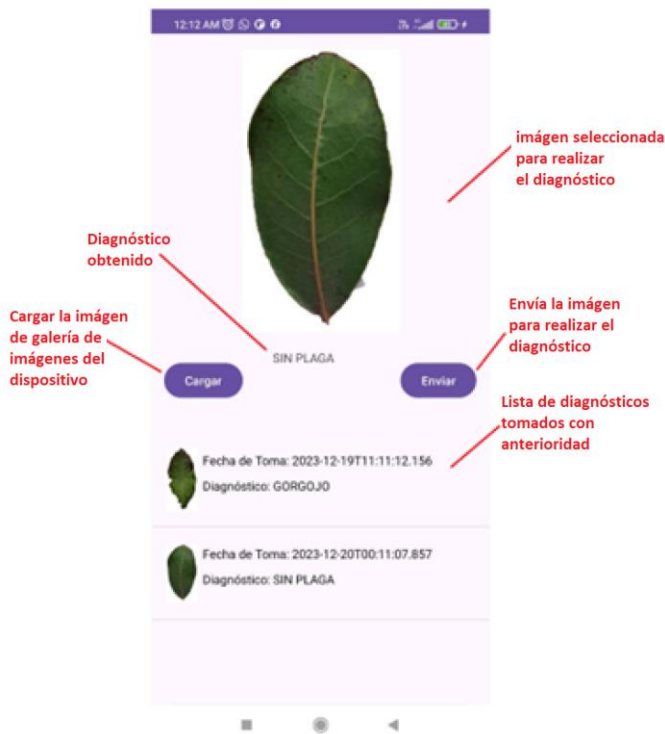 12:12 AM
imágen seleccionada
para realizar
el diagnóstico
Diagnóstico
obtenido
Cargar la imágen
de galería de
imágenes del
dispositivo
Envía la imágen
para realizar el
diagnóstico
SIN PLAGA
Cargar
Enviar
Lista de diagnósticos
tomados con
anterioridad
Fecha de Toma: 2023-12-19T11:11:12.156
Diagnóstico: GORGOJO
Fecha de Toma: 2023-12-20T00:11:07.857
Diagnóstico: SIN PLAGA